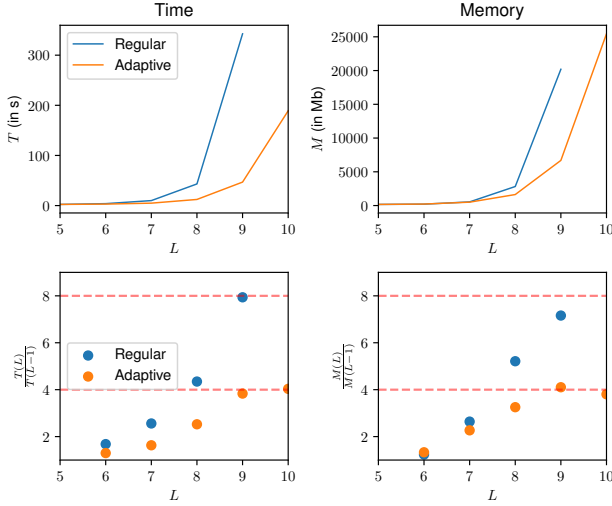 Time
Memory
T (in s)
300
200
100
0
Regular
Adaptive
5 6 7 8 9 10
L
M (in Mb)
25000
20000
15000
10000
5000
0
5 6 7 8 9 10
L
T(L)
T(L−1)
8
6
4
2
Regular
Adaptive
5 6 7 8 9 10
L
M(L)
M(L−1)
8
6
4
2
5 6 7 8 9 10
L